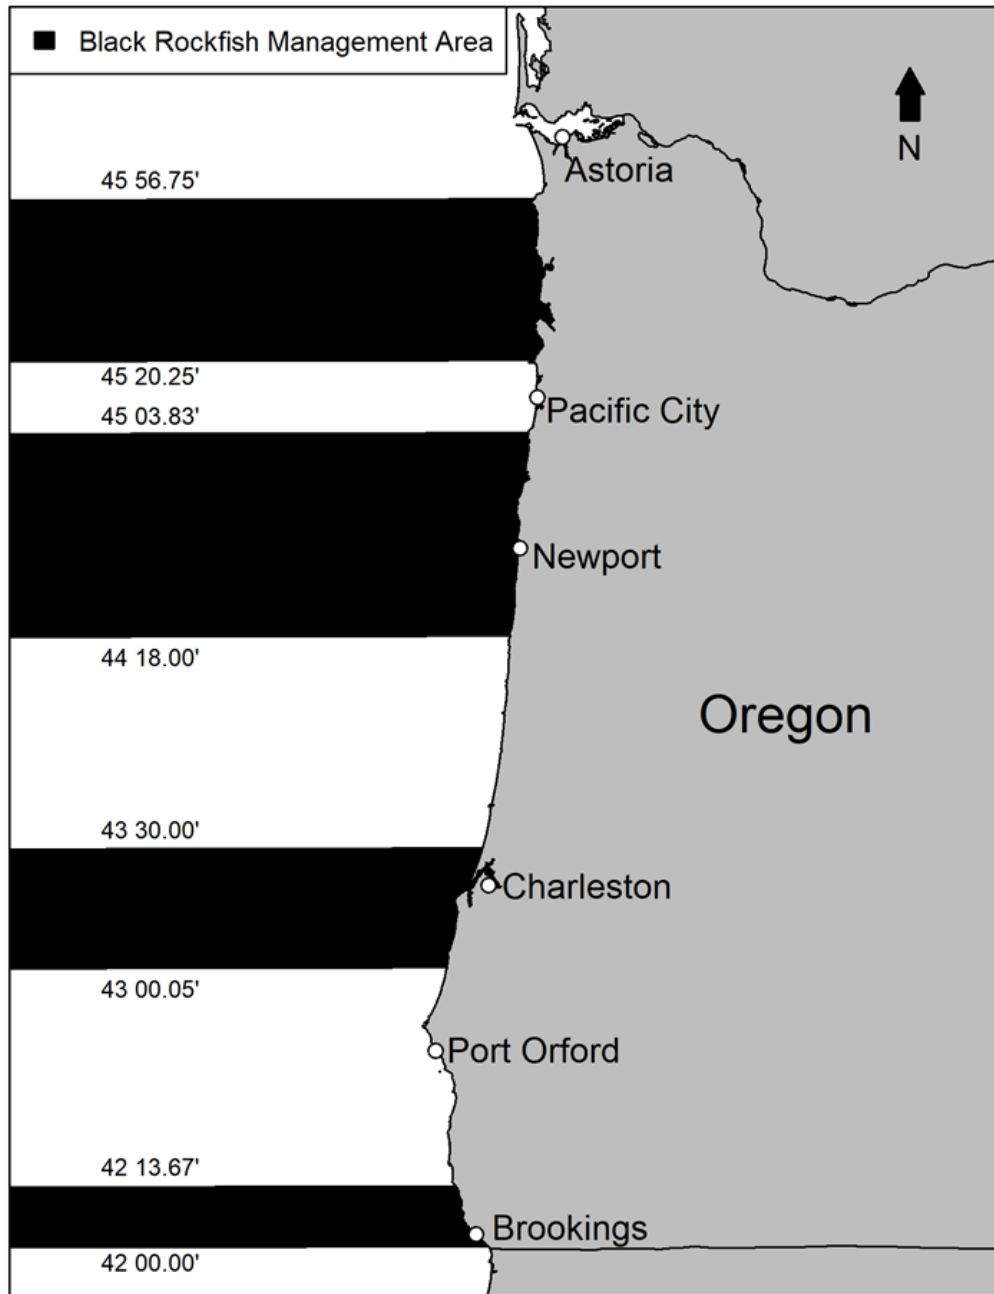 Black Rockfish Management Area
N
Astoria
45 56.75'
45 20.25'
Pacific City
45 03.83'
Newport
44 18.00'
Oregon
43 30.00'
Charleston
43 00.05'
Port Orford
42 13.67'
Brookings
42 00.00'